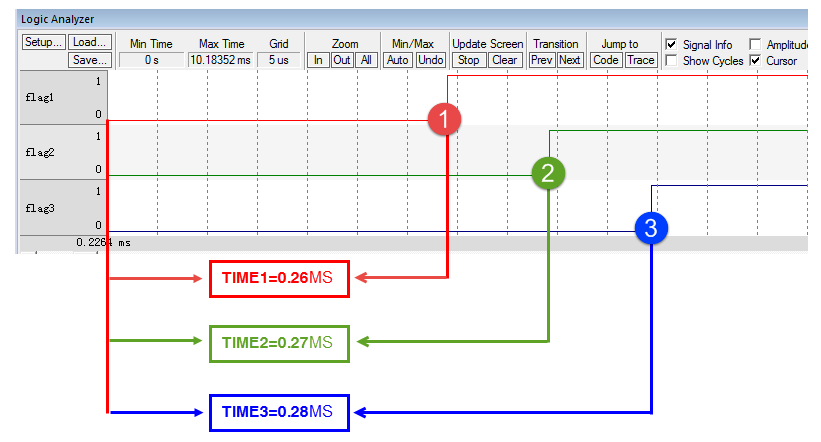 Logic Analyzer
Setup... Load... Min Time Max Time Grid Zoom Min/Max Update Screen Transition Jump to Signal Info Amplitude
Save... 0 s 10.18352 ms 5 us In Out All Auto Undo Stop Clear Prev Next Code Trace Show Cycles Cursor
1
flag1
0
1
1
flag2
0
2
1
flag3
0
3
0.2264 ms
TIME1=0.26MS
TIME2=0.27MS
TIME3=0.28MS